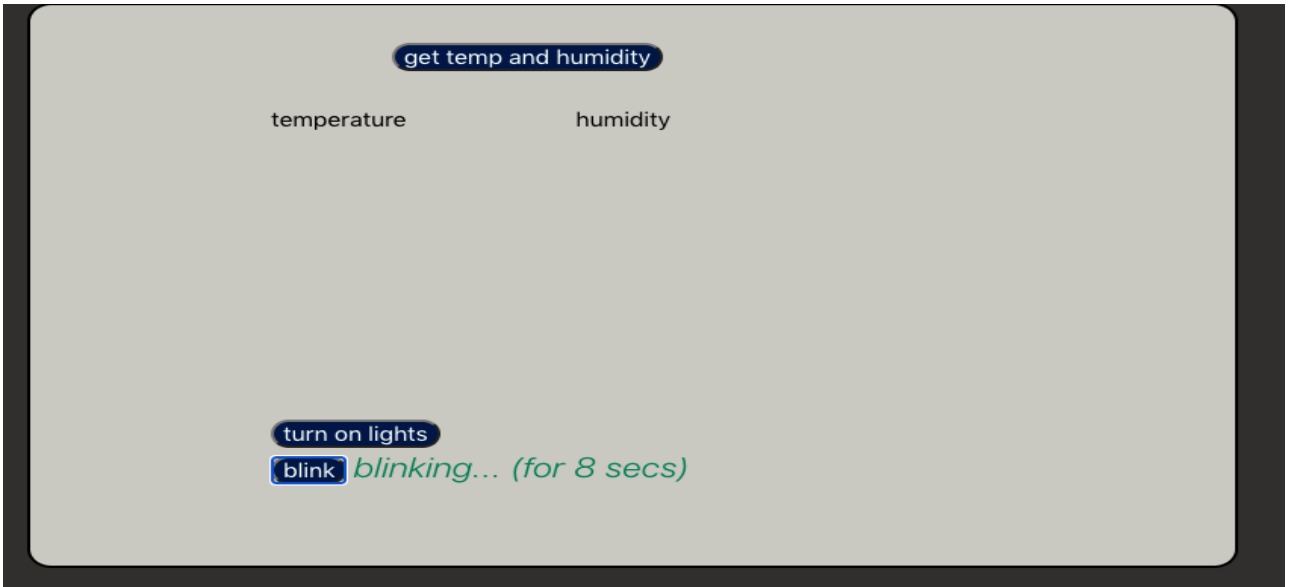 get temp and humidity
temperature humidity
turn on lights
blink blinking... (for 8 secs)